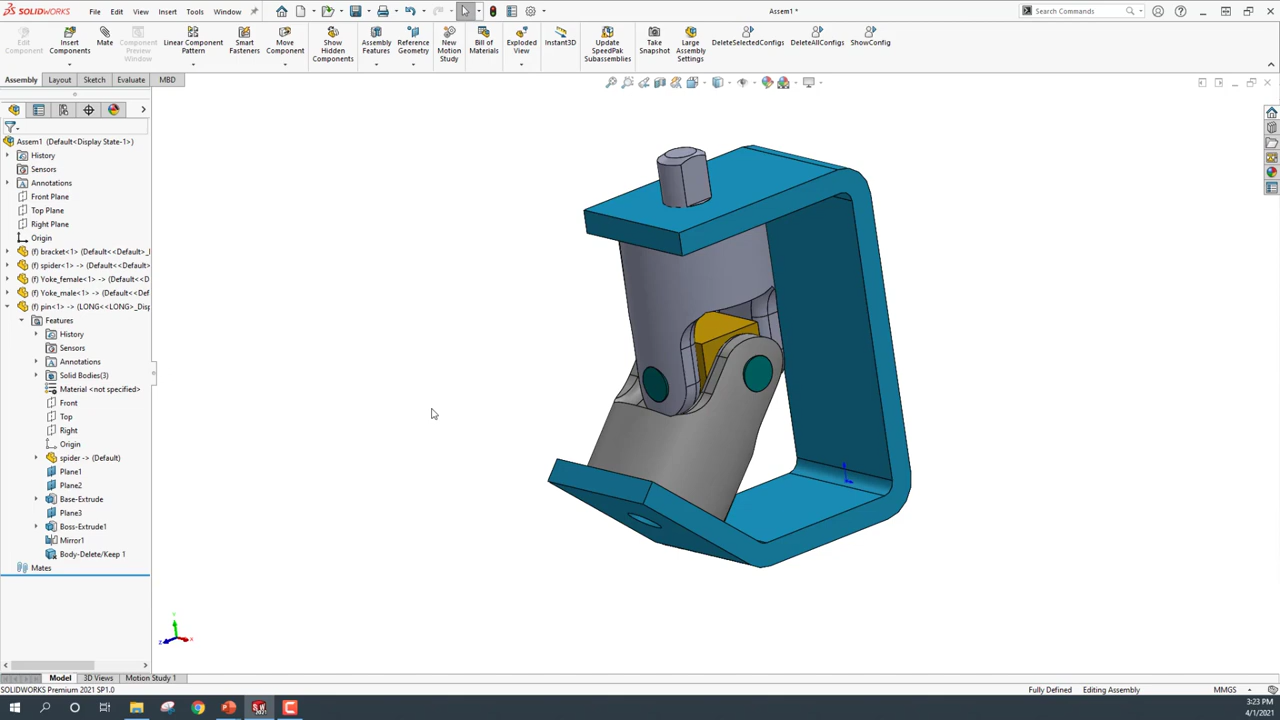 SOLIDWORKS
File
Edit
View
Insert
Tools
Window
Assem1 *
Search Commands
Edit Component
Insert Components
Mate
Component Preview Window
Linear Component Pattern
Smart Fasteners
Move Component
Show Hidden Components
Assembly Features
Reference Geometry
New Motion Study
Bill of Materials
Exploded View
Instant3D
Update SpeedPak Subassemblies
Take Snapshot
Large Assembly Settings
DeleteSelectedConfigs
DeleteAllConfigs
ShowConfig
Assembly
Layout
Sketch
Evaluate
MBD
Assem1 (Default<Display State-1>)
History
Sensors
Annotations
Front Plane
Top Plane
Right Plane
Origin
(f) bracket<1> (Default<<Default>_
(f) spider<1> -> (Default<<Default>
(f) Yoke_female<1> -> (Default<<D
(f) Yoke_male<1> -> (Default<<Def
(f) pin<1> -> (LONG<<LONG>_Disp
Features
History
Sensors
Annotations
Solid Bodies(3)
Material <not specified>
Front
Top
Right
Origin
spider -> (Default)
Plane1
Plane2
Base-Extrude
Plane3
Boss-Extrude1
Mirror1
Body-Delete/Keep 1
Mates
Y
Z
X
Model
3D Views
Motion Study 1
SOLIDWORKS Premium 2021 SP1.0
Fully Defined
Editing Assembly
MMGS
3:23 PM
4/1/2021